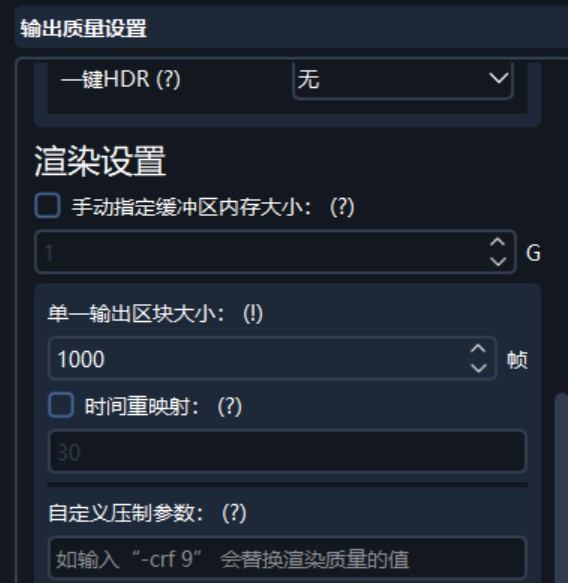 输出质量设置
一键HDR (?) 无
渲染设置
手动指定缓冲区内存大小： (?)
1 G
单一输出区块大小： (!)
1000 帧
时间重映射： (?)
30
自定义压制参数： (?)
如输入“-crf 9” 会替换渲染质量的值